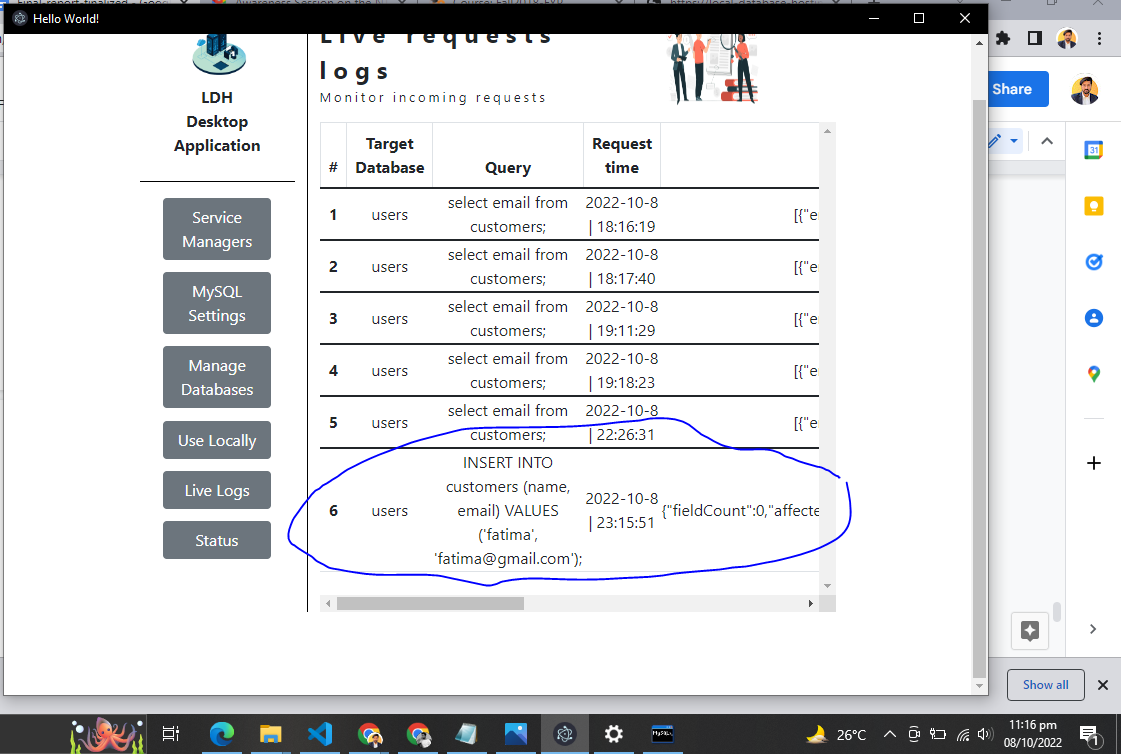 Hello World!
Live requests
logs
Monitor incoming requests
LDH
Desktop
Application
Service
Managers
MySQL
Settings
Manage
Databases
Use Locally
Live Logs
Status
# Target Database Query Request time
1 users select email from customers; 2022-10-8 | 18:16:19 [{"e
2 users select email from customers; 2022-10-8 | 18:17:40 [{"e
3 users select email from customers; 2022-10-8 | 19:11:29 [{"e
4 users select email from customers; 2022-10-8 | 19:18:23 [{"e
5 users select email from customers; 2022-10-8 | 22:26:31 [{"e
6 users INSERT INTO customers (name, email) VALUES ('fatima', 'fatima@gmail.com'); 2022-10-8 | 23:15:51 {"fieldCount":0,"affecte
Share
31
Show all
MySQL
26°C
11:16 pm
08/10/2022
1